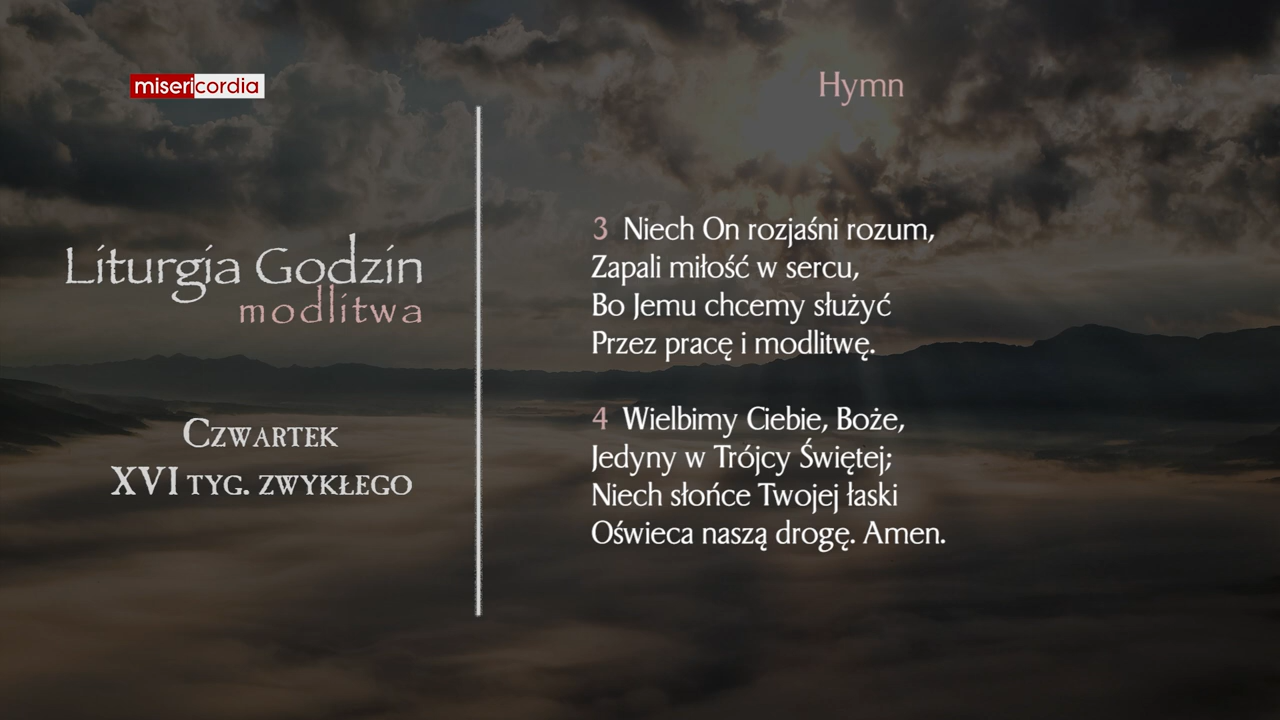 misericordia
Liturgia Godzin
modlitwa
Czwartek
XVI tyg. zwykłego
Hymn
3 Niech On rozjaśni rozum,
Zapali miłość w sercu,
Bo Jemu chcemy służyć
Przez pracę i modlitwę.
4 Wielbimy Ciebie, Boże,
Jedyny w Trójcy Świętej;
Niech słońce Twojej łaski
Oświeca naszą drogę. Amen.